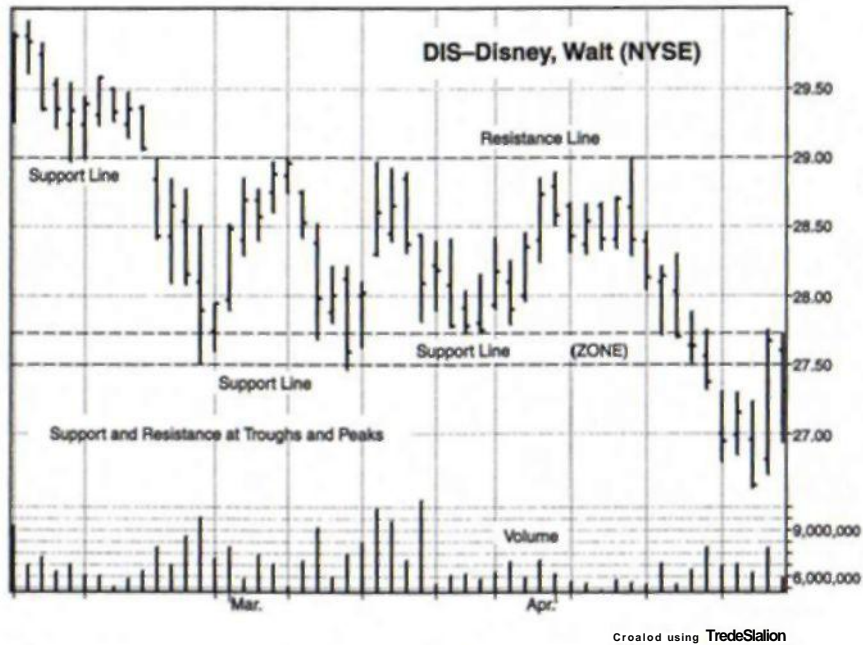 DIS–Disney, Walt (NYSE)
29.50
Resistance Line
29.00
Support Line
28.50
28.00
Support Line
(ZONE)
27.50
Support Line
Support and Resistance at Troughs and Peaks
27.00
Volume
9,000,000
6,000,000
Mar.
Apr.
Croalod using TredeSlalion